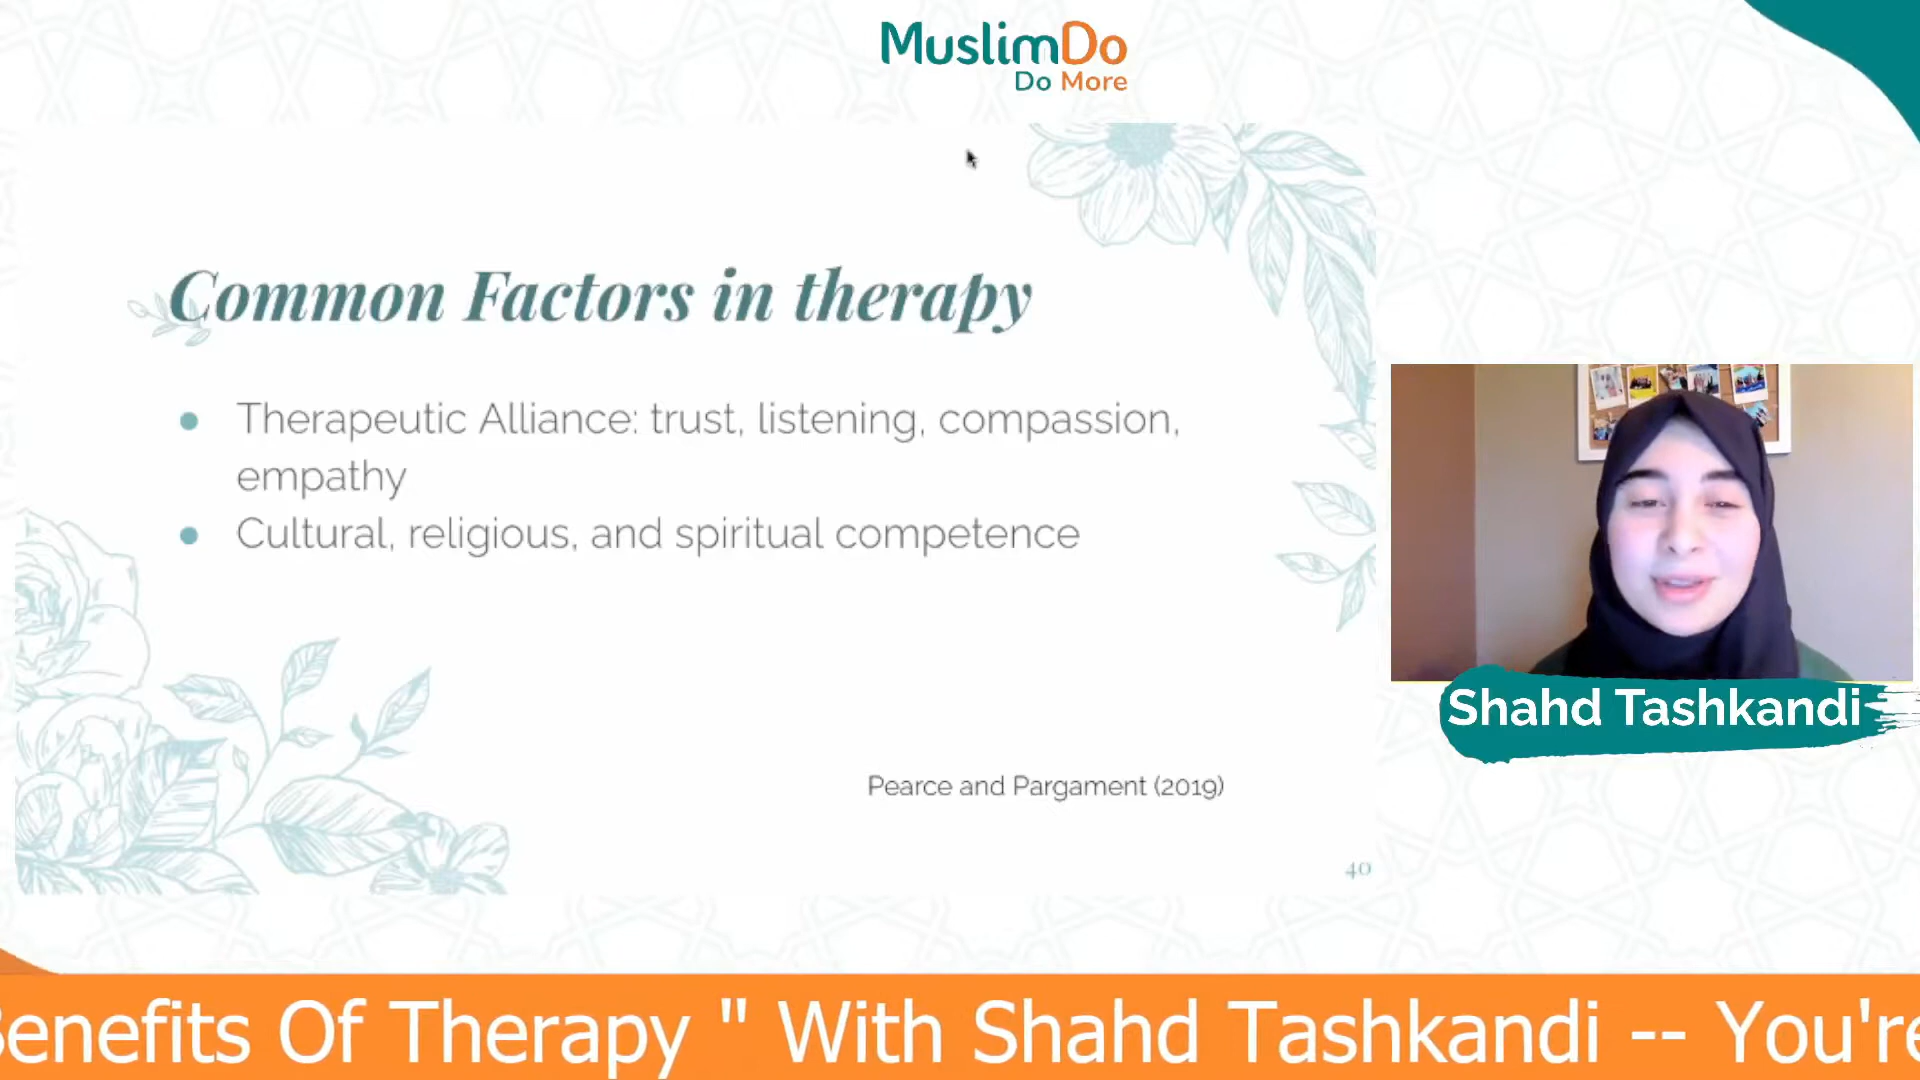 MuslimDo
Do More
Common Factors in therapy
● Therapeutic Alliance: trust, listening, compassion,
empathy
● Cultural, religious, and spiritual competence
Pearce and Pargament (2019)
40
Shahd Tashkandi
Benefits Of Therapy " With Shahd Tashkandi -- You're